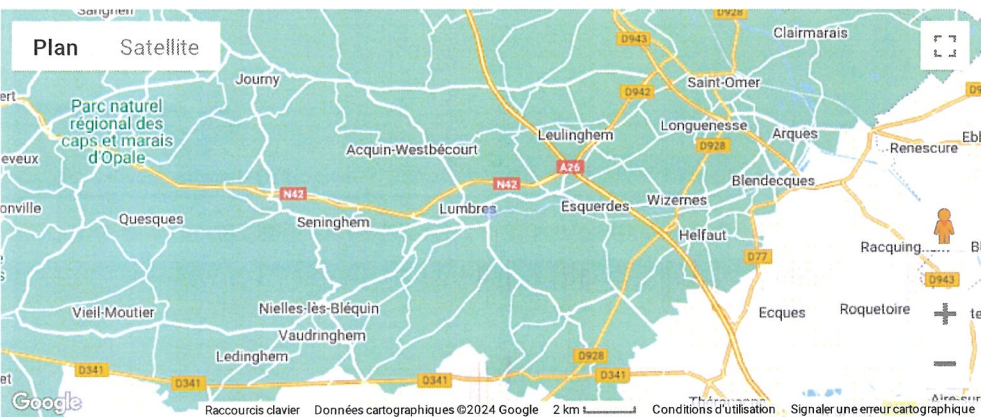 Sanghen
D928
Clairmarais
Plan
Satellite
D943
Journy
Saint-Omer
D942
Parc naturel
régional des
caps et marais
d'Opale
Leulinghem
Longuenesse
Arques
D928
Renescure
Acquin-Westbécourt
A26
N42
N42
Blendecques
Lumbres
Esquerdes
Wizernes
Quesques
Seninghem
Helfaut
Racquing
D77
D943
Vieil-Moutier
Nielles-lès-Bléquin
Ecques
Roquetoire
Vaudringhem
Ledinghem
D928
D341
D341
D341
D341
Google
Raccourcis clavier
Données cartographiques ©2024 Google
2 km
Conditions d'utilisation
Signaler une erreur cartographique